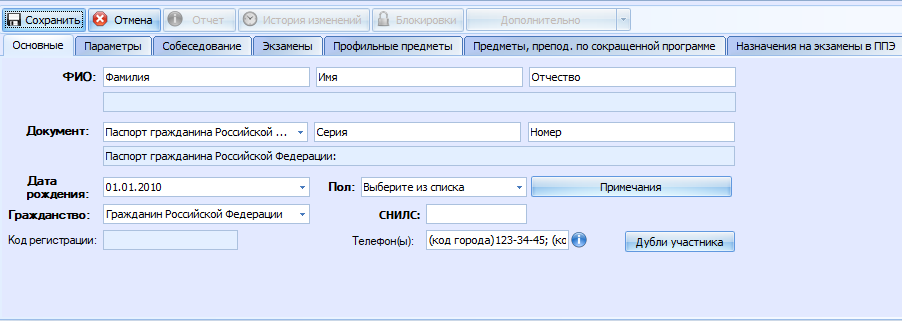 Сохранить Отмена Отчет История изменений Блокировки Дополнительно
Основные Параметры Собеседование Экзамены Профильные предметы Предметы, препод. по сокращенной программе Назначения на экзамены в ППЭ
ФИО: Фамилия Имя Отчество
Документ: Паспорт гражданина Российской ... Серия Номер
Паспорт гражданина Российской Федерации:
Дата
рождения: 01.01.2010 Пол: Выберите из списка Примечания
Гражданство: Гражданин Российской Федерации СНИЛС:
Код регистрации: Телефон(ы): (код города)123-34-45; (кс Дубли участника